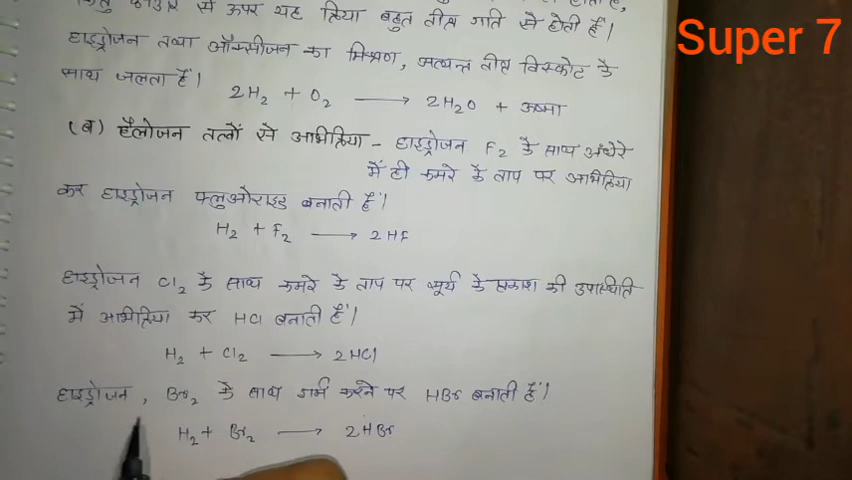 से ऊपर यह क्रिया बहुत तीव्र गति से होती हैं।
Super 7
हाइड्रोजन तथा ऑक्सीजन का मिश्रण, अत्यन्त तीव्र विस्फोट के
साथ जलता हैं।
2H₂ + O₂ ⟶ 2H₂O + ऊष्मा
(ब) हैलोजन तत्वों से अभिक्रिया - हाइड्रोजन F₂ के साथ अंधेरे
में ही कमरे के ताप पर अभिक्रिया
कर हाइड्रोजन फ्लुओराइड बनाती हैं।
H₂ + F₂ ⟶ 2HF
हाइड्रोजन Cl₂ के साथ कमरे के ताप पर सूर्य के प्रकाश की उपस्थिति
में अभिक्रिया कर HCl बनाती हैं।
H₂ + Cl₂ ⟶ 2HCl
हाइड्रोजन, Br₂ के साथ गर्म करने पर HBr बनाती हैं।
H₂ + Br₂ ⟶ 2HBr